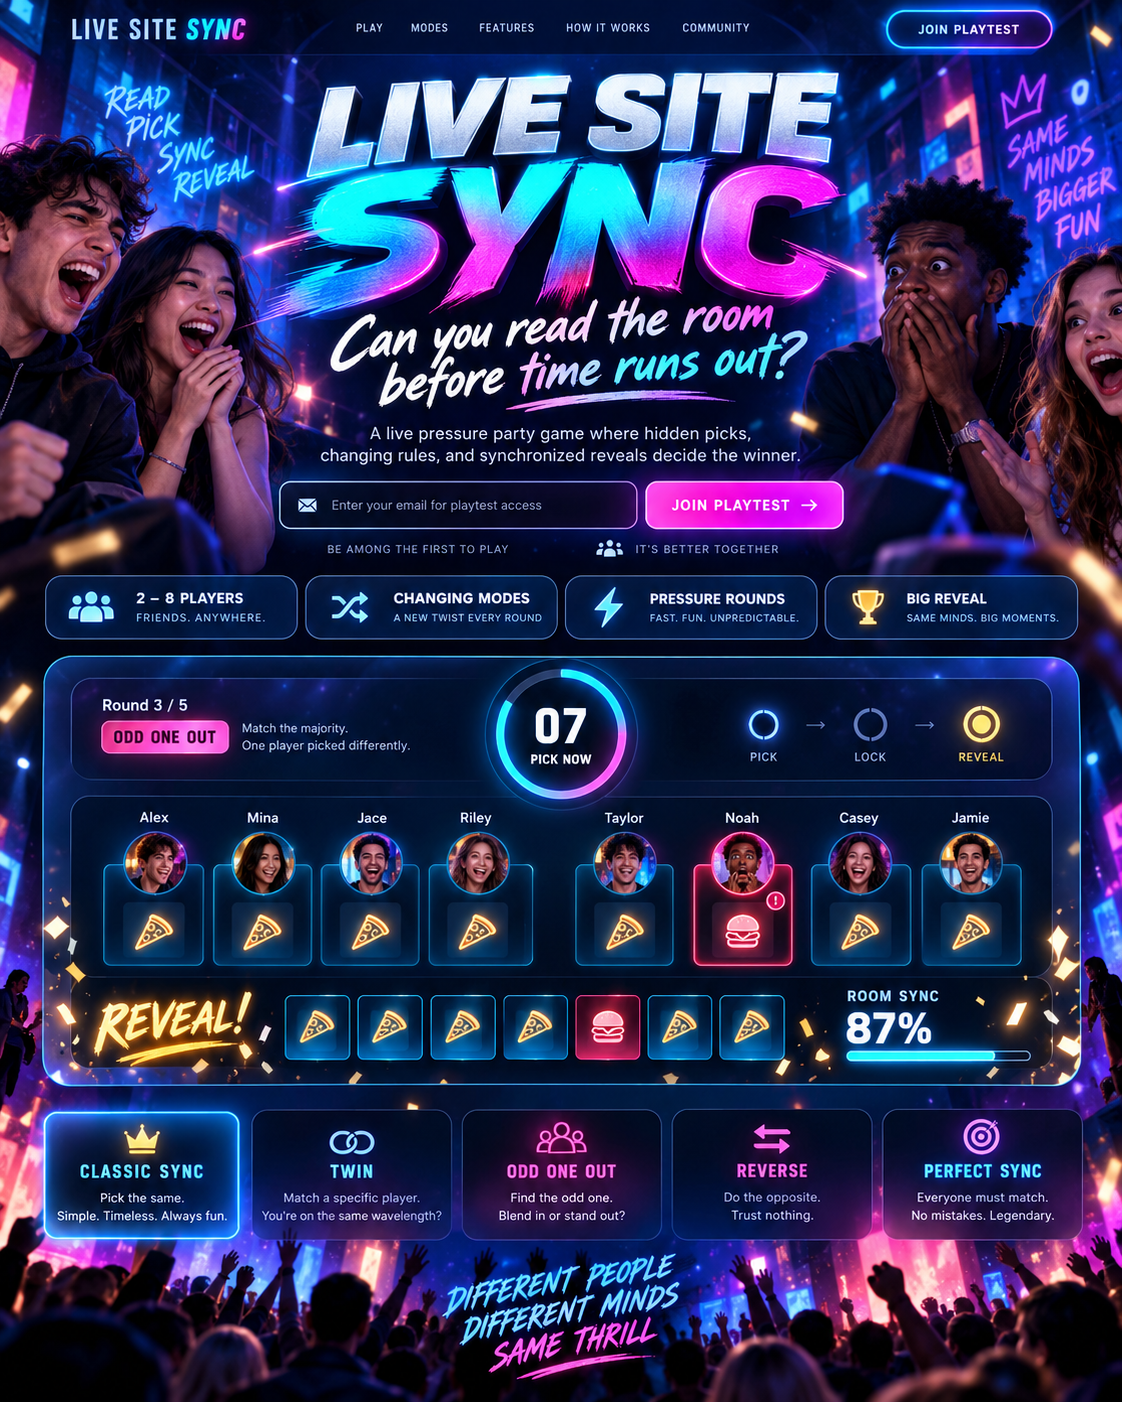 LIVE SITE SYNC
PLAY
MODES
FEATURES
HOW IT WORKS
COMMUNITY
JOIN PLAYTEST
READ
PICK
SYNC
REVEAL
SAME
MINDS
BIGGER
FUN
LIVE SITE
SYNC
Can you read the room
before time runs out?
A live pressure party game where hidden picks,
changing rules, and synchronized reveals decide the winner.
Enter your email for playtest access
JOIN PLAYTEST →
BE AMONG THE FIRST TO PLAY
IT'S BETTER TOGETHER
2 – 8 PLAYERS
FRIENDS. ANYWHERE.
CHANGING MODES
A NEW TWIST EVERY ROUND
PRESSURE ROUNDS
FAST. FUN. UNPREDICTABLE.
BIG REVEAL
SAME MINDS. BIG MOMENTS.
Round 3 / 5
ODD ONE OUT
Match the majority.
One player picked differently.
07
PICK NOW
PICK
LOCK
REVEAL
Alex
Mina
Jace
Riley
Taylor
Noah
Casey
Jamie
!
REVEAL!
ROOM SYNC
87%
CLASSIC SYNC
Pick the same.
Simple. Timeless. Always fun.
TWIN
Match a specific player.
You're on the same wavelength?
ODD ONE OUT
Find the odd one.
Blend in or stand out?
REVERSE
Do the opposite.
Trust nothing.
PERFECT SYNC
Everyone must match.
No mistakes. Legendary.
DIFFERENT PEOPLE
DIFFERENT MINDS
SAME THRILL